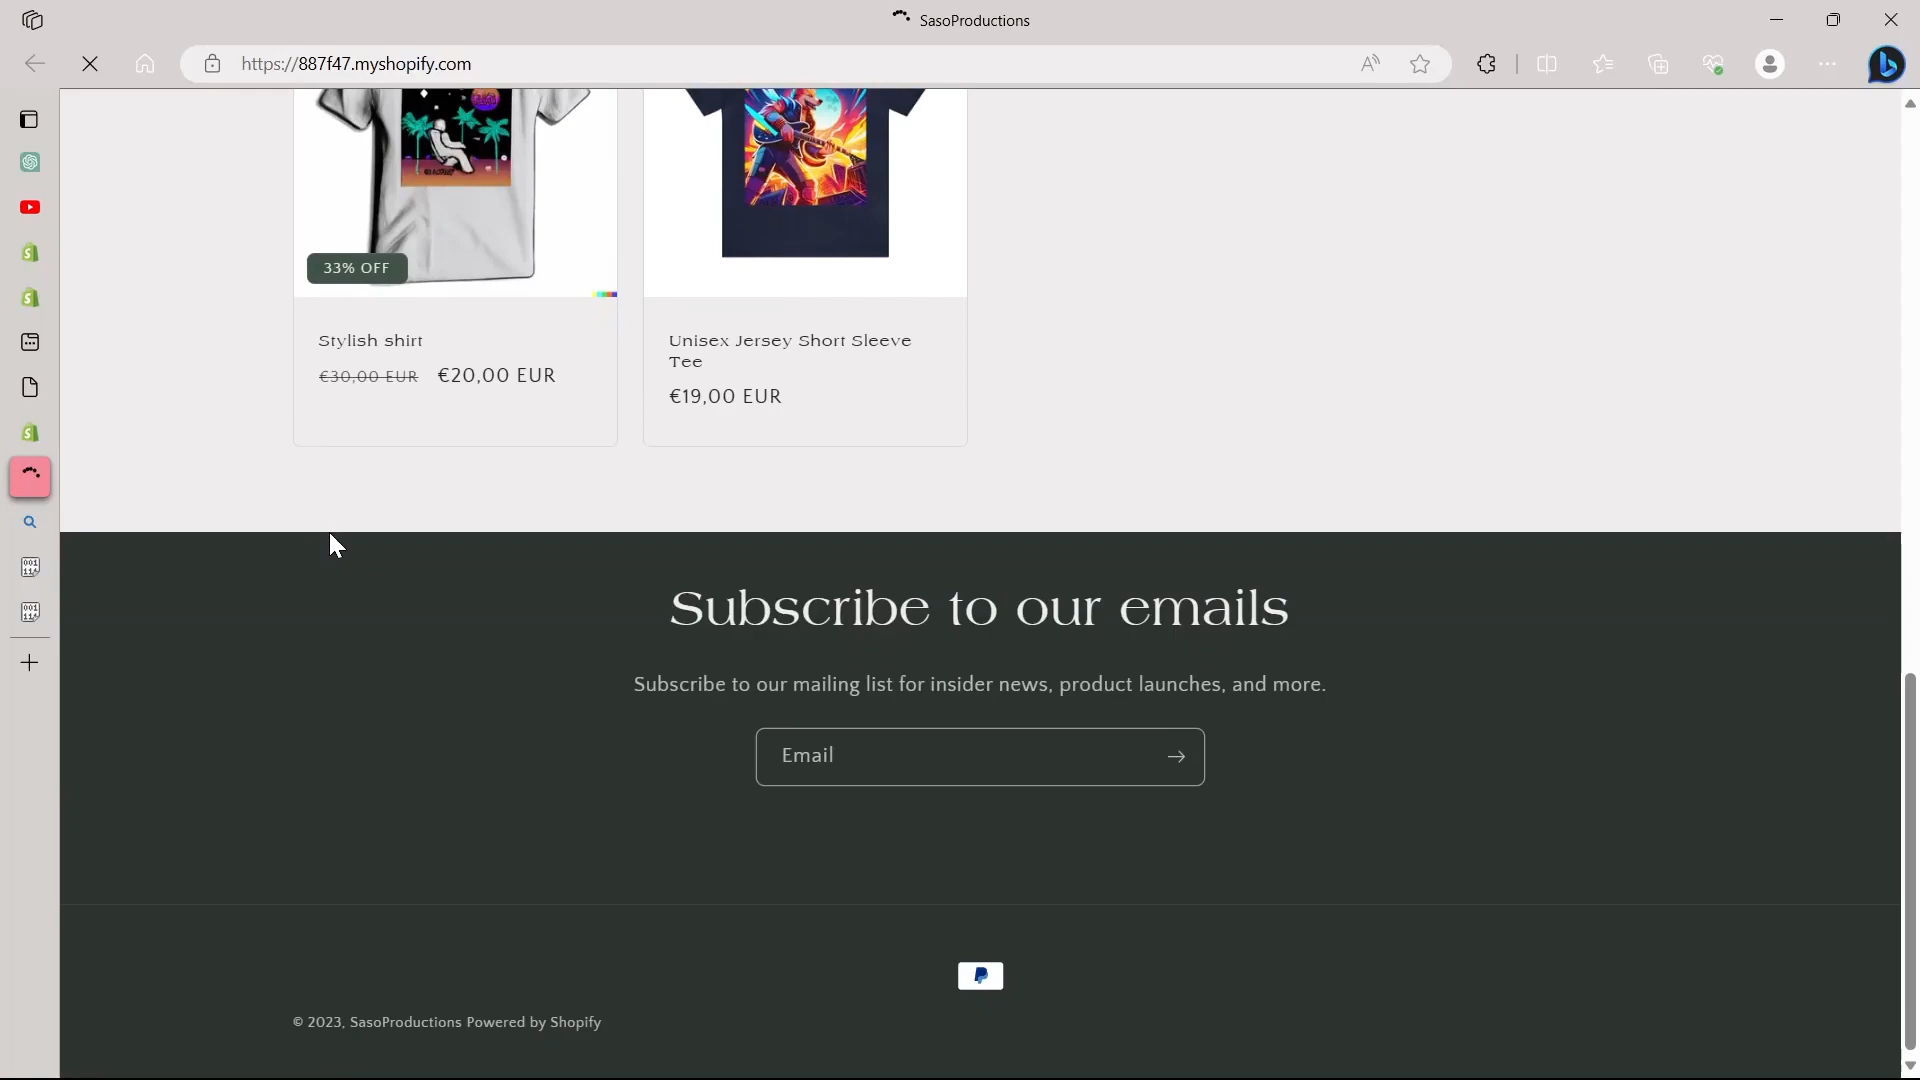 SasoProductions
https://887f47.myshopify.com
33% OFF
Stylish shirt
€30,00 EUR €20,00 EUR
Unisex Jersey Short Sleeve
Tee
€19,00 EUR
Subscribe to our emails
Subscribe to our mailing list for insider news, product launches, and more.
Email
© 2023, SasoProductions Powered by Shopify